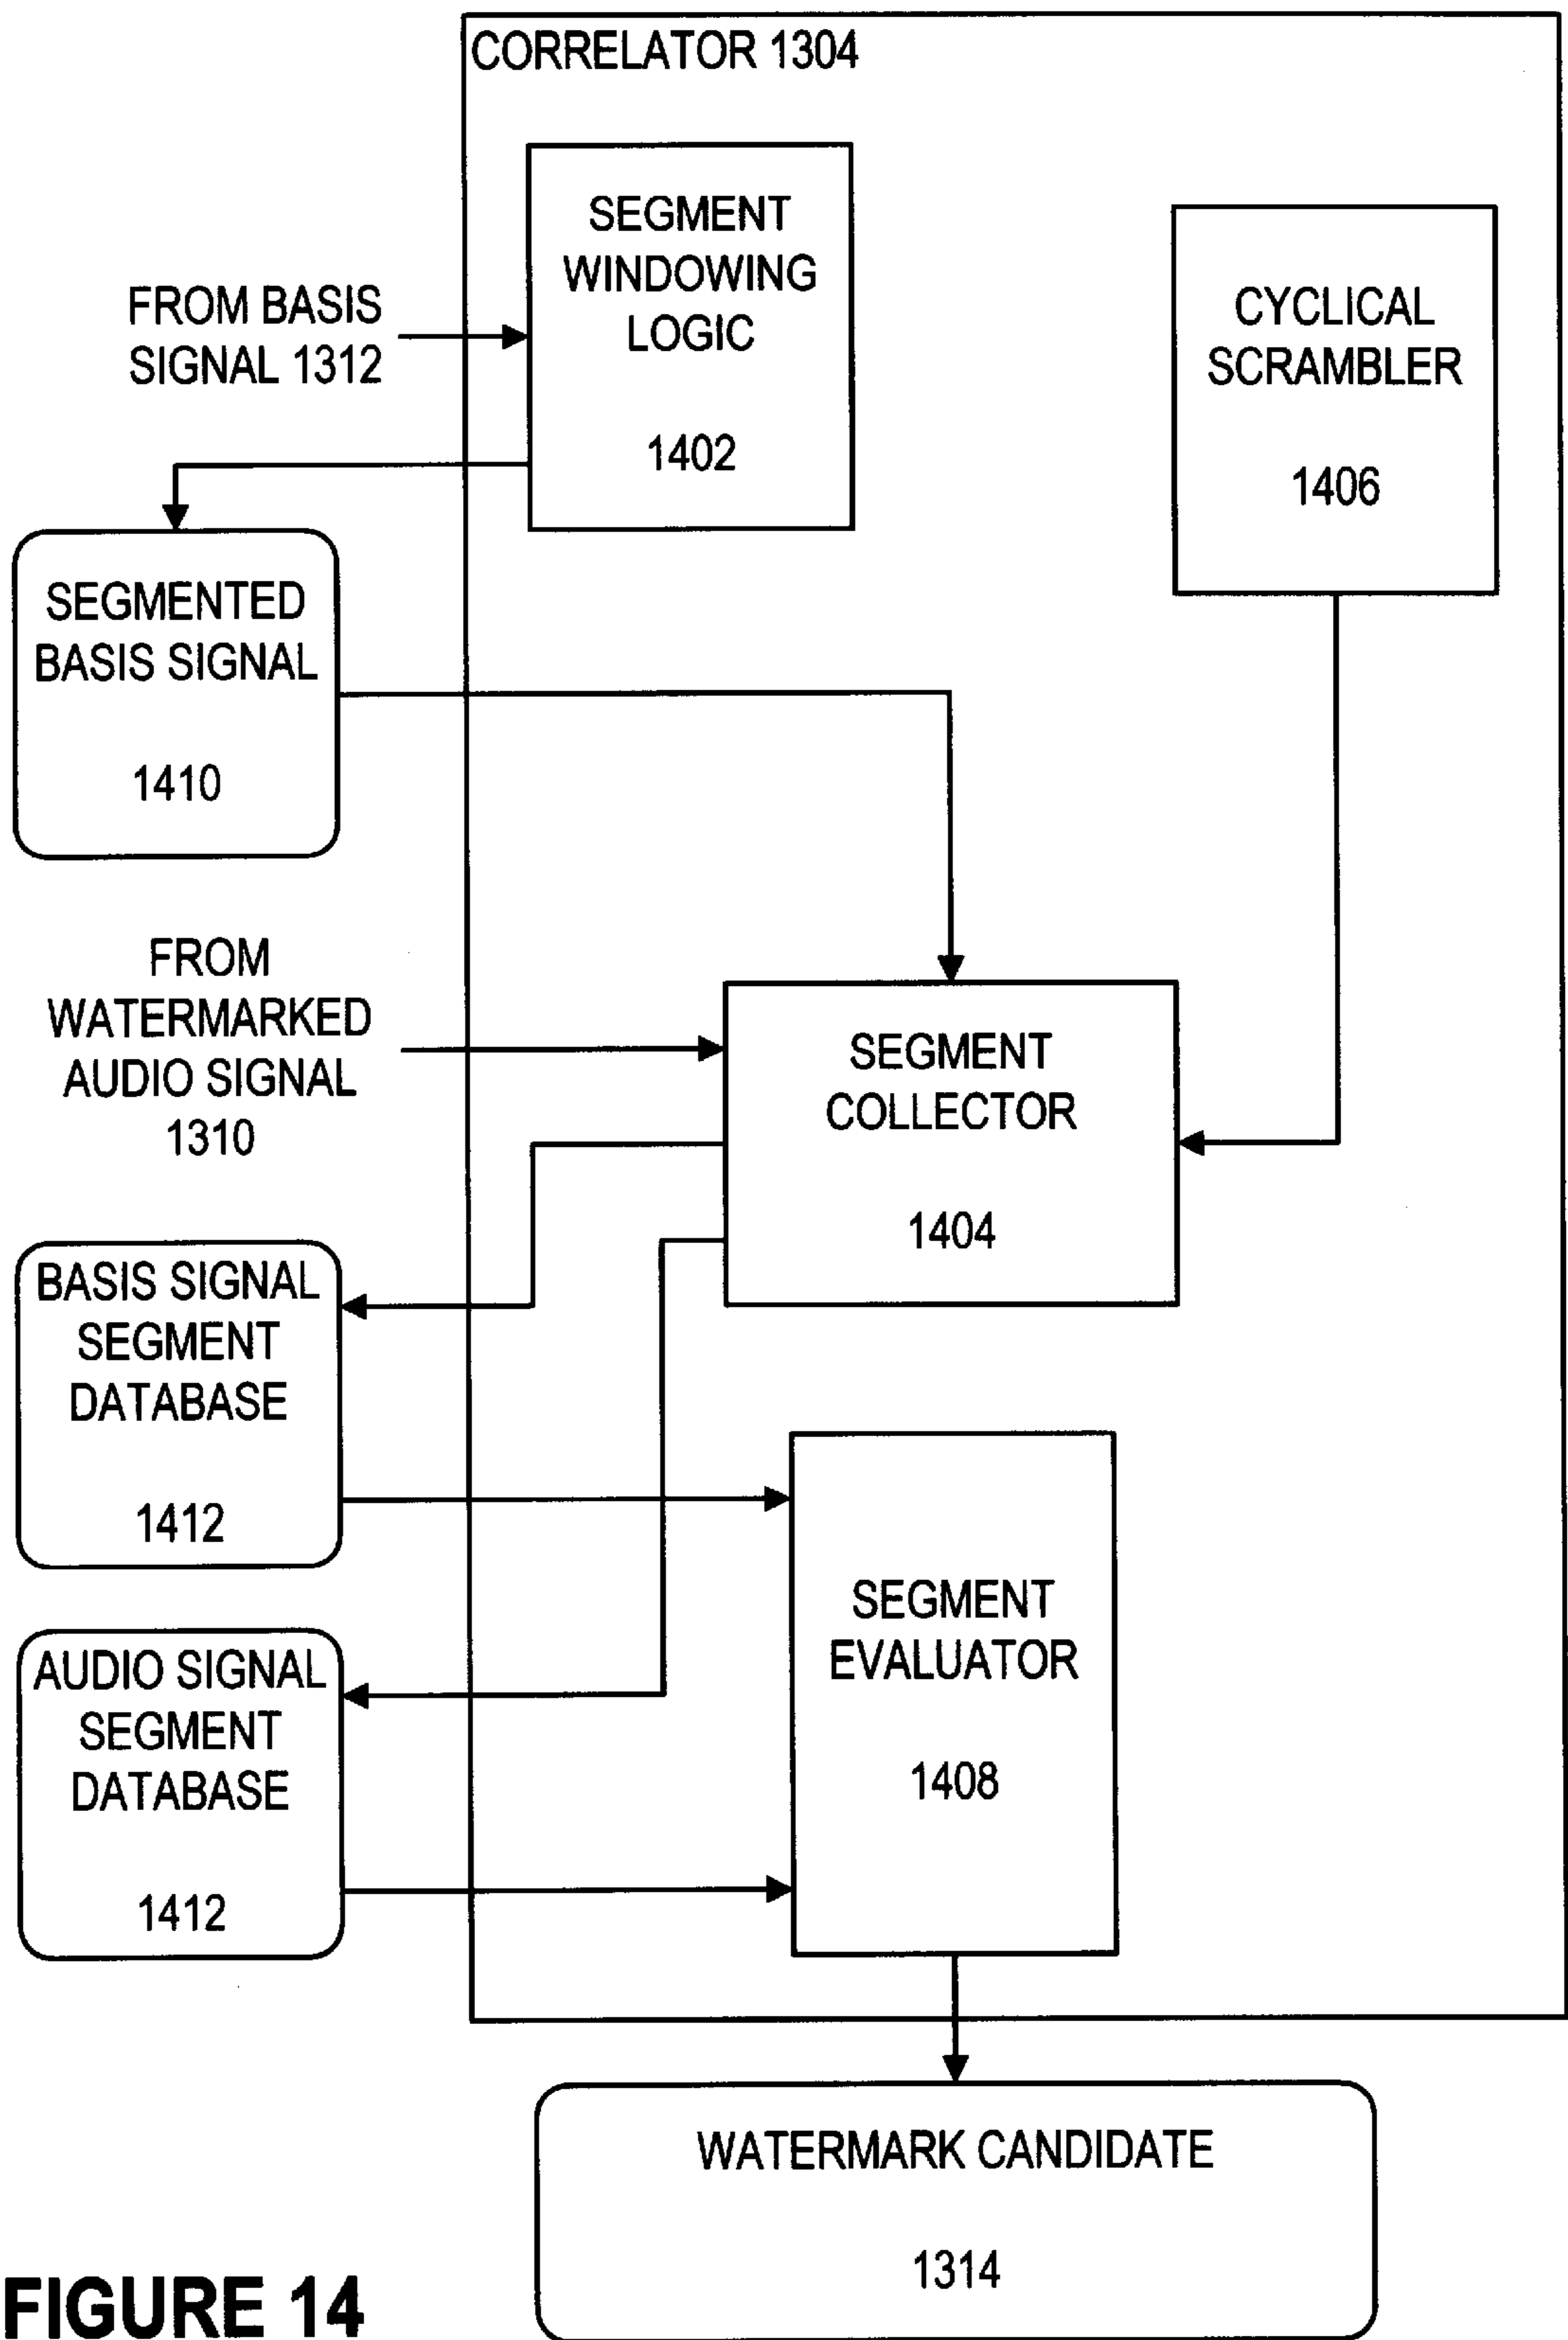 CORRELATOR 1304
SEGMENT
WINDOWING
LOGIC
1402
CYCLICAL
SCRAMBLER
1406
FROM BASIS
SIGNAL 1312
SEGMENTED
BASIS SIGNAL
1410
FROM
WATERMARKED
AUDIO SIGNAL
1310
SEGMENT
COLLECTOR
1404
BASIS SIGNAL
SEGMENT
DATABASE
1412
SEGMENT
EVALUATOR
1408
AUDIO SIGNAL
SEGMENT
DATABASE
1412
WATERMARK CANDIDATE
1314
FIGURE 14